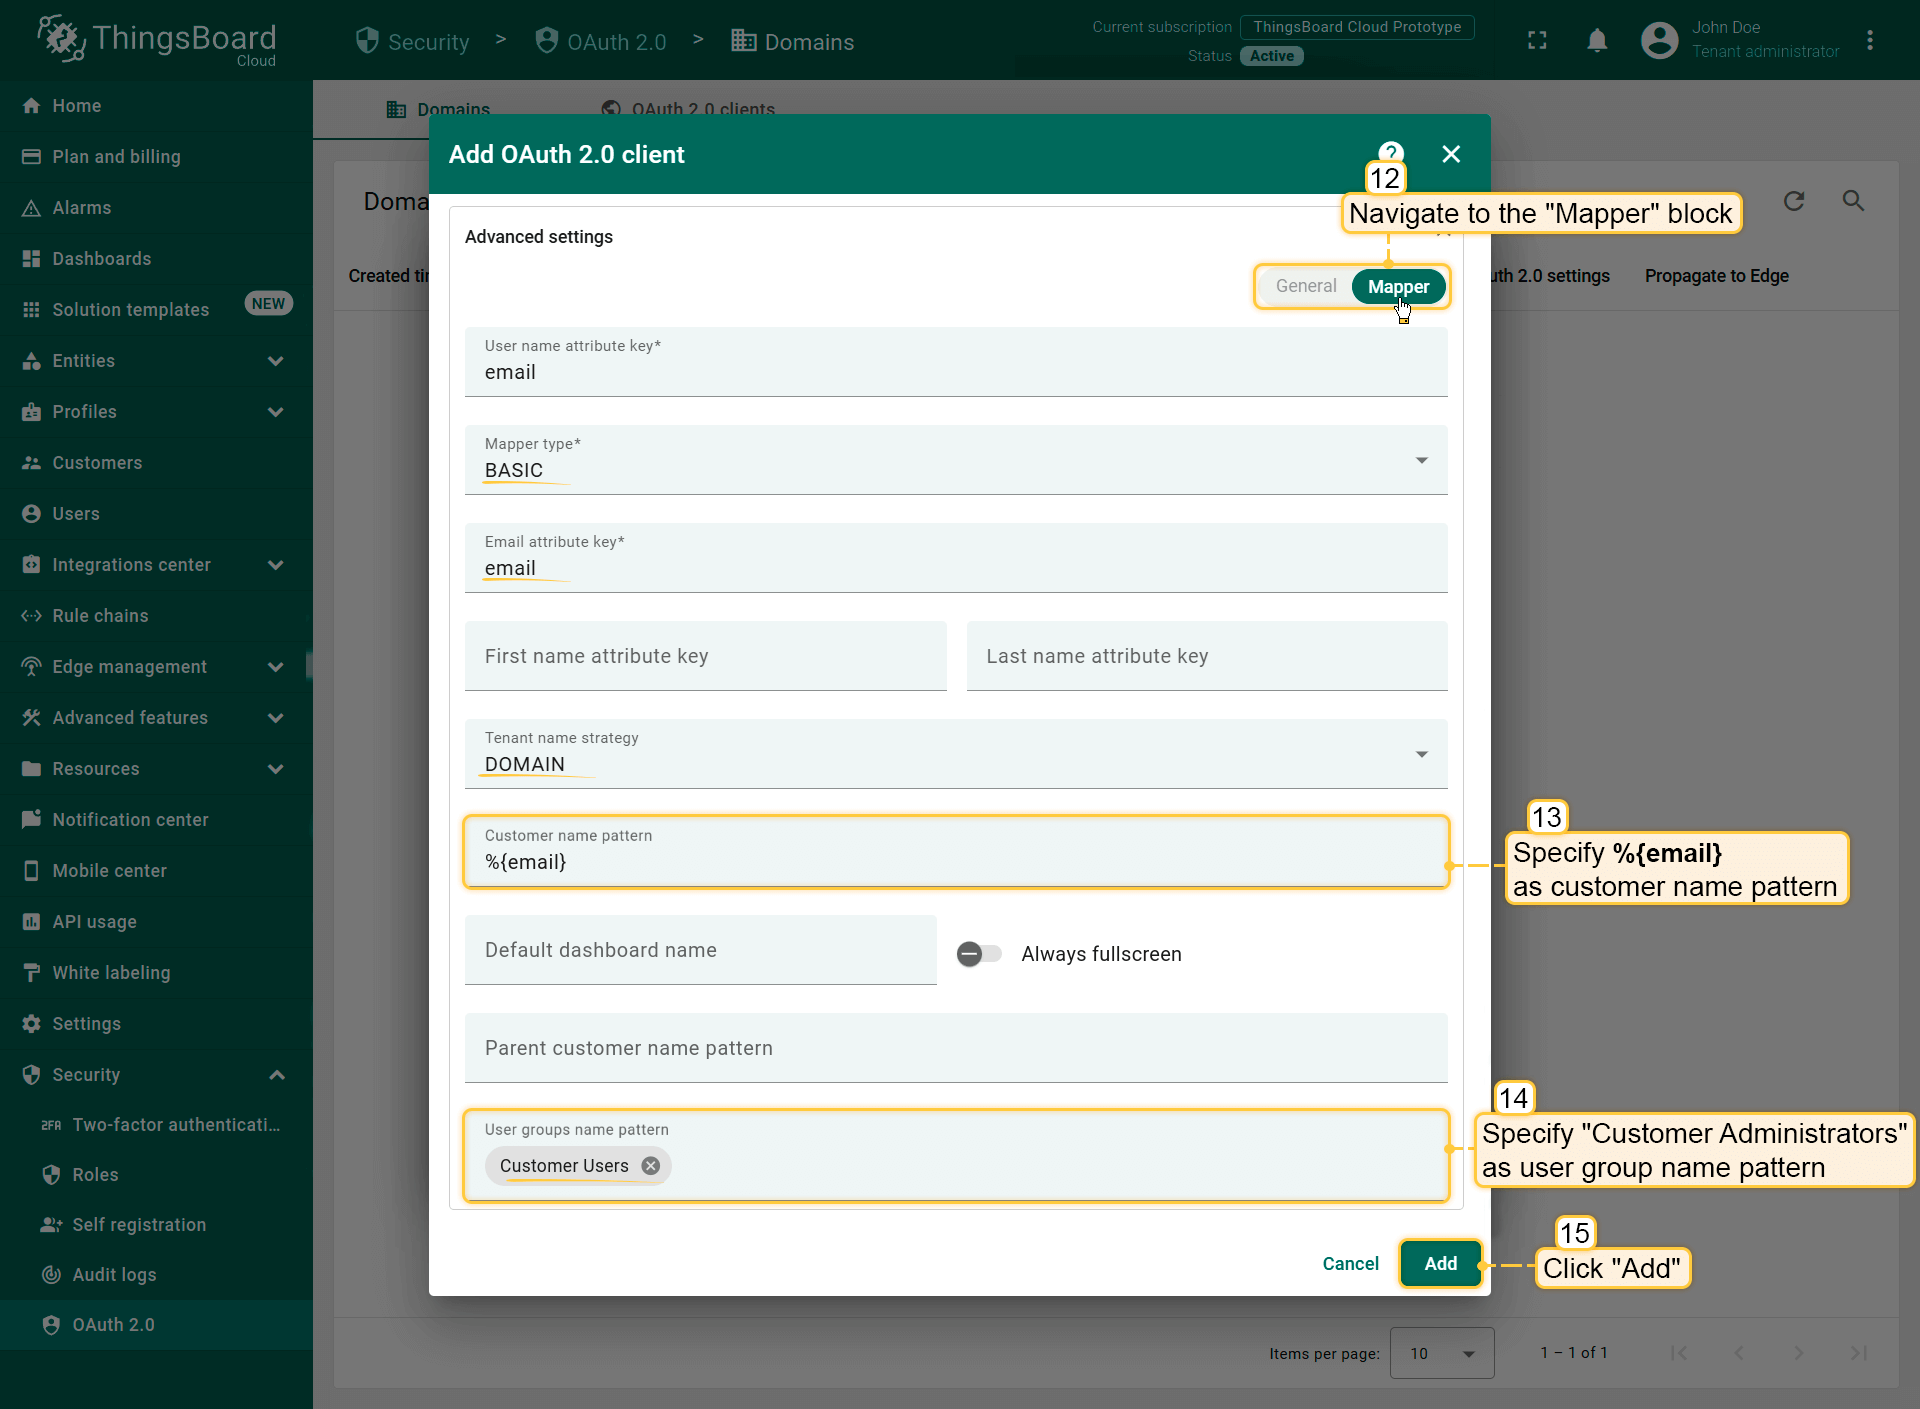 ThingsBoard
Cloud
Security > OAuth 2.0 > Domains
Current subscription ThingsBoard Cloud Prototype
Status Active
John Doe
Tenant administrator
Home
Plan and billing
Alarms
Dashboards
Solution templates NEW
Entities
Profiles
Customers
Users
Integrations center
Rule chains
Edge management
Advanced features
Resources
Notification center
Mobile center
API usage
White labeling
Settings
Security
2FA Two-factor authenticati...
Roles
Self registration
Audit logs
OAuth 2.0
Domains OAuth 2.0 clients
Doma
Created tir
uth 2.0 settings Propagate to Edge
Add OAuth 2.0 client
?
12
Navigate to the "Mapper" block
Advanced settings
General Mapper
User name attribute key*
email
Mapper type*
BASIC
Email attribute key*
email
First name attribute key Last name attribute key
Tenant name strategy
DOMAIN
Customer name pattern
%{email}
13
Specify %{email}
as customer name pattern
Default dashboard name Always fullscreen
Parent customer name pattern
User groups name pattern
Customer Users
14
Specify "Customer Administrators"
as user group name pattern
Cancel Add
15
Click "Add"
Items per page: 10 1 – 1 of 1